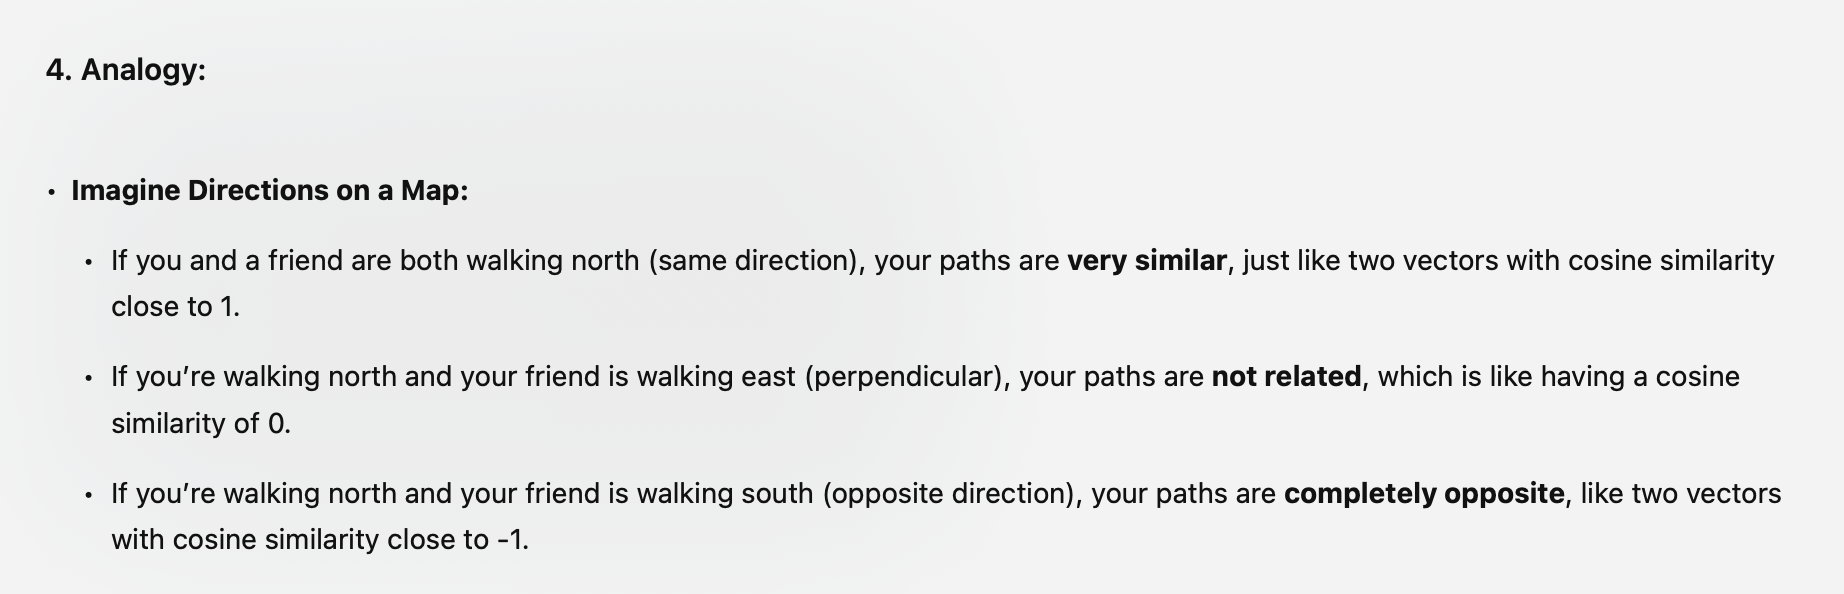 4. Analogy:
• Imagine Directions on a Map:
• If you and a friend are both walking north (same direction), your paths are very similar, just like two vectors with cosine similarity
close to 1.
• If you’re walking north and your friend is walking east (perpendicular), your paths are not related, which is like having a cosine
similarity of 0.
• If you’re walking north and your friend is walking south (opposite direction), your paths are completely opposite, like two vectors
with cosine similarity close to -1.